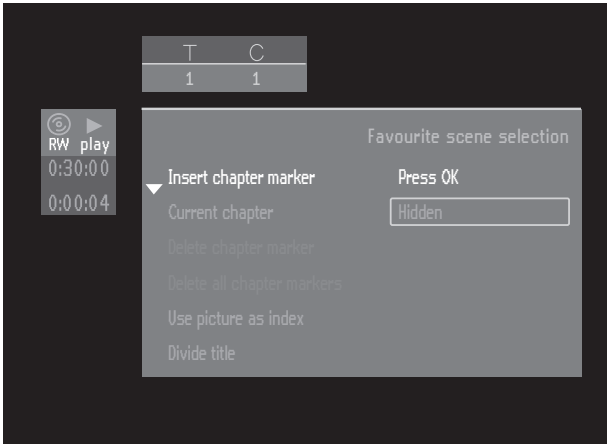 T C
1 1
RW play
0:30:00
0:00:04
Favourite scene selection
Insert chapter marker Press OK
Current chapter Hidden
Delete chapter marker
Delete all chapter markers
Use picture as index
Divide title